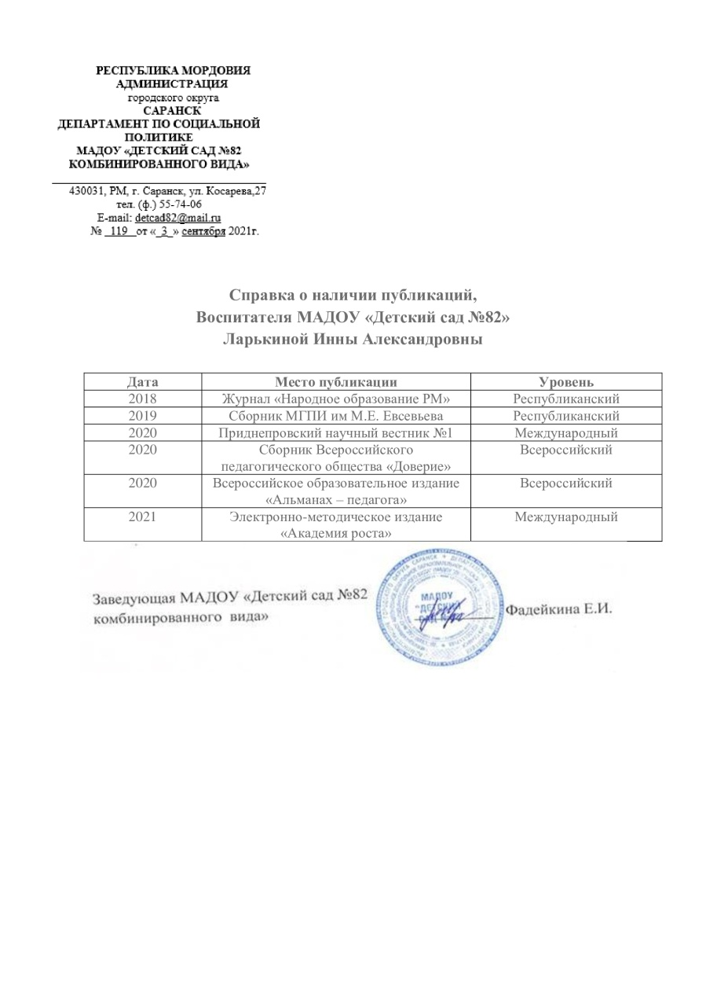 РЕСПУБЛИКА МОРДОВИЯ
АДМИНИСТРАЦИЯ
городского округа
САРАНСК
ДЕПАРТАМЕНТ ПО СОЦИАЛЬНОЙ
ПОЛИТИКЕ
МАДОУ «ДЕТСКИЙ САД №82
КОМБИНИРОВАННОГО ВИДА»
430031, РМ, г. Саранск, ул. Косарева,27
тел. (ф.) 55-74-06
E-mail: detcad82@mail.ru
№ 119 от « 3 » сентября 2021г.
Справка о наличии публикаций,
Воспитателя МАДОУ «Детский сад №82»
Ларькиной Инны Александровны
Дата Место публикации Уровень
2018 Журнал «Народное образование РМ» Республиканский
2019 Сборник МГПИ им М.Е. Евсевьева Республиканский
2020 Приднепровский научный вестник №1 Международный
2020 Сборник Всероссийского Всероссийский
педагогического общества «Доверие»
2020 Всероссийское образовательное издание Всероссийский
«Альманах – педагога»
2021 Электронно-методическое издание Международный
«Академия роста»
Заведующая МАДОУ «Детский сад №82
комбинированного вида»
МАДОУ
"ДЕТСКИЙ
Фадейкина Е.И.